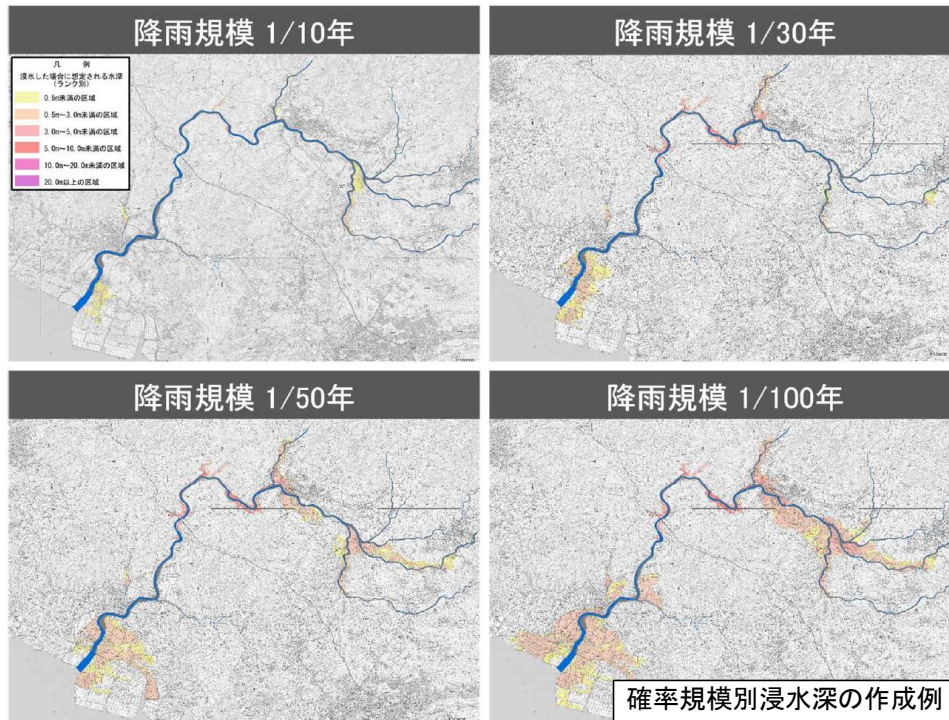 降雨規模 1/10年
凡　例
浸水した場合に想定される水深
(ランク別)
0.5m未満の区域
0.5m～3.0m未満の区域
3.0m～5.0m未満の区域
5.0m～10.0m未満の区域
10.0m～20.0m未満の区域
20.0m以上の区域
降雨規模 1/30年
降雨規模 1/50年
降雨規模 1/100年
確率規模別浸水深の作成例